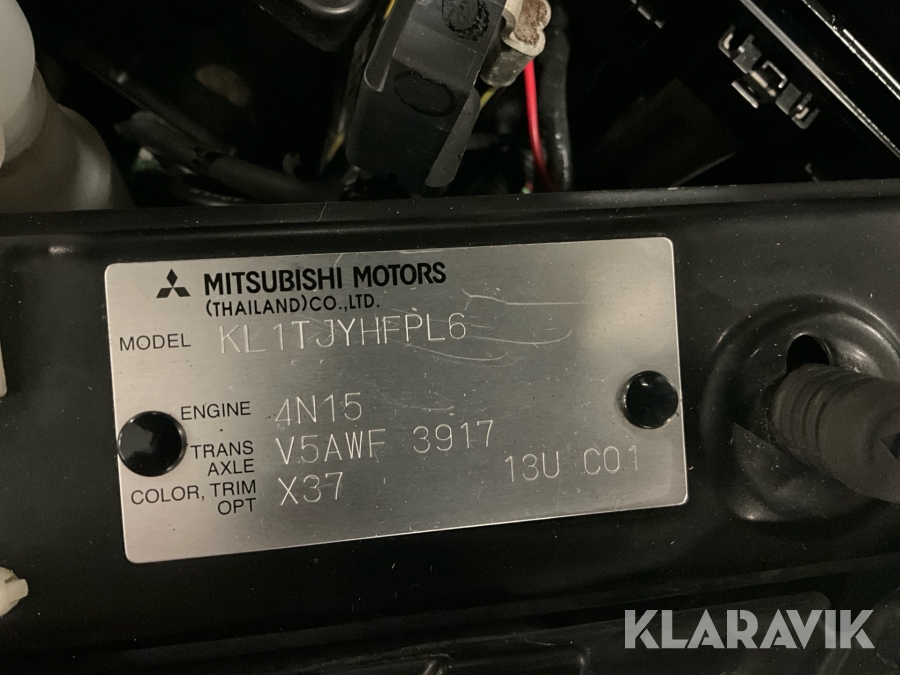 MITSUBISHI MOTORS
(THAILAND)CO.,LTD.
MODEL KL1TJYHFPL6
ENGINE 4N15
TRANS AXLE V5AWF 3917
COLOR, TRIM OPT X37 13U C01
KLARAVIK